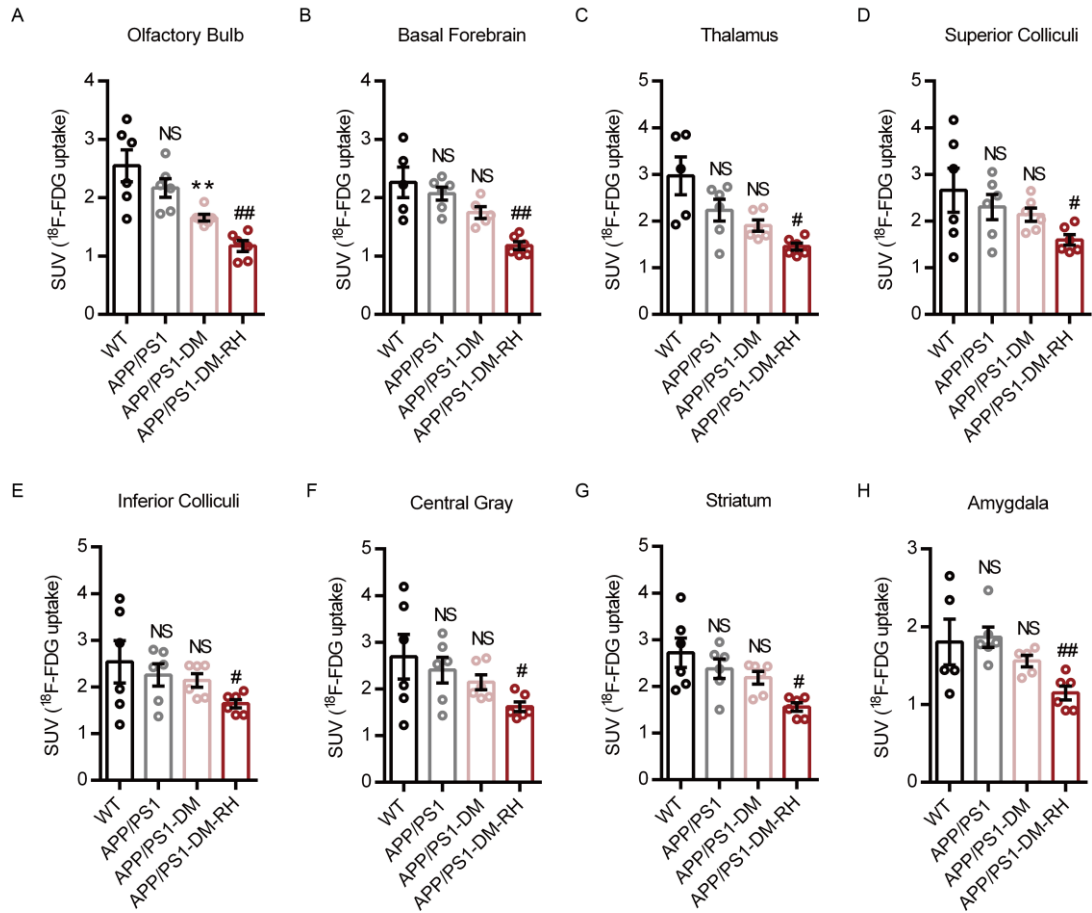 A
Olfactory Bulb
SUV (¹⁸F-FDG uptake)
4
3
2
1
0
NS
**
##
WT
APP/PS1
APP/PS1-DM
APP/PS1-DM-RH
B
Basal Forebrain
SUV (¹⁸F-FDG uptake)
4
3
2
1
0
NS
NS
##
WT
APP/PS1
APP/PS1-DM
APP/PS1-DM-RH
C
Thalamus
SUV (¹⁸F-FDG uptake)
5
4
3
2
1
0
NS
NS
#
WT
APP/PS1
APP/PS1-DM
APP/PS1-DM-RH
D
Superior Colliculi
SUV (¹⁸F-FDG uptake)
5
4
3
2
1
0
NS
NS
#
WT
APP/PS1
APP/PS1-DM
APP/PS1-DM-RH
E
Inferior Colliculi
SUV (¹⁸F-FDG uptake)
5
4
3
2
1
0
NS
NS
#
WT
APP/PS1
APP/PS1-DM
APP/PS1-DM-RH
F
Central Gray
SUV (¹⁸F-FDG uptake)
5
4
3
2
1
0
NS
NS
#
WT
APP/PS1
APP/PS1-DM
APP/PS1-DM-RH
G
Striatum
SUV (¹⁸F-FDG uptake)
5
4
3
2
1
0
NS
NS
#
WT
APP/PS1
APP/PS1-DM
APP/PS1-DM-RH
H
Amygdala
SUV (¹⁸F-FDG uptake)
3
2
1
0
NS
NS
##
WT
APP/PS1
APP/PS1-DM
APP/PS1-DM-RH